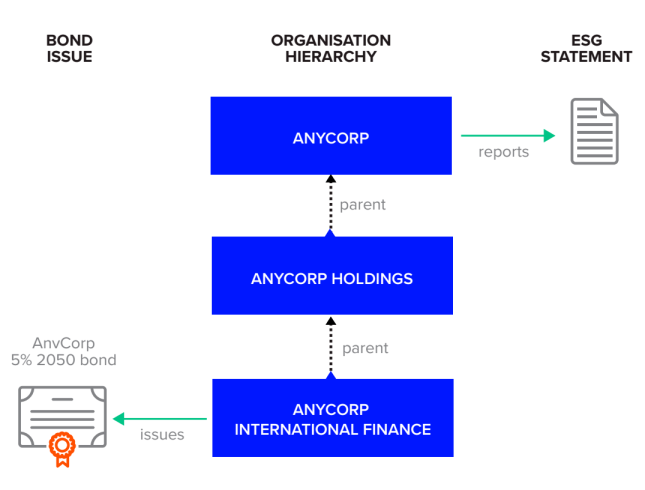 BOND
ISSUE
ORGANISATION
HIERARCHY
ESG
STATEMENT
ANYCORP
reports
parent
ANYCORP HOLDINGS
parent
AnvCorp
5% 2050 bond
ANYCORP
INTERNATIONAL FINANCE
issues